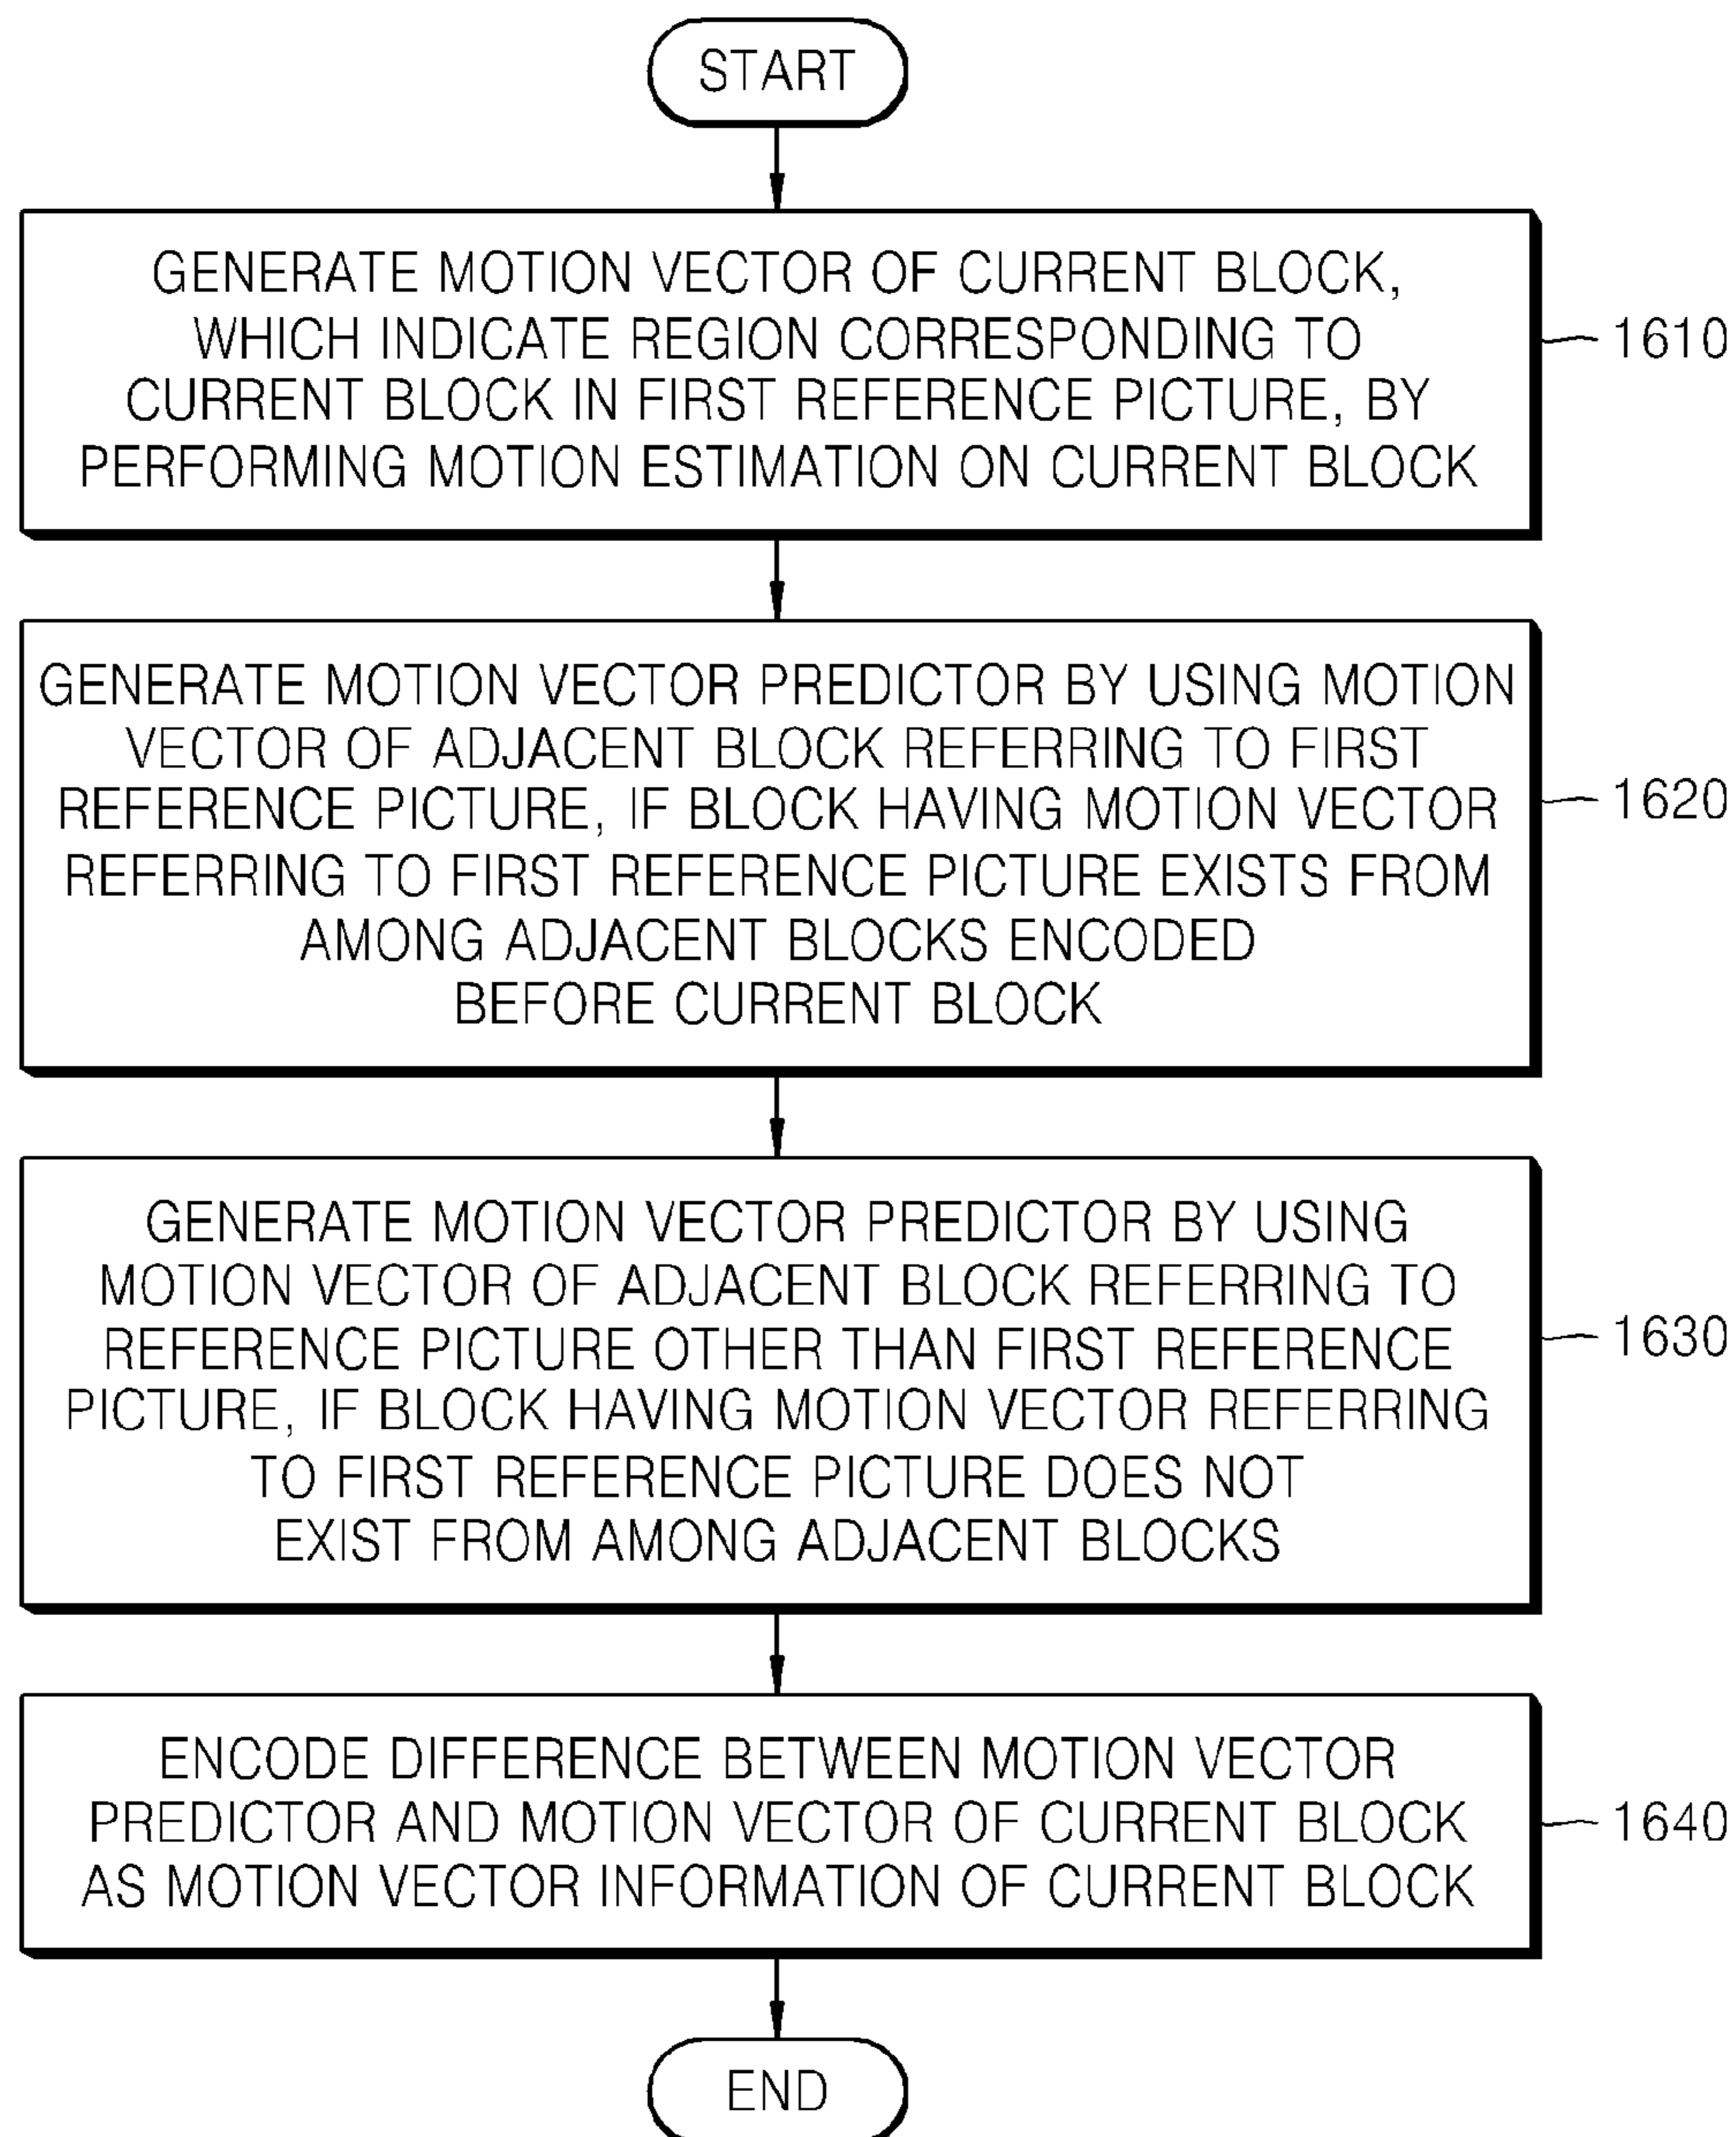 START
GENERATE MOTION VECTOR OF CURRENT BLOCK,
WHICH INDICATE REGION CORRESPONDING TO
CURRENT BLOCK IN FIRST REFERENCE PICTURE, BY
PERFORMING MOTION ESTIMATION ON CURRENT BLOCK
1610
GENERATE MOTION VECTOR PREDICTOR BY USING MOTION
VECTOR OF ADJACENT BLOCK REFERRING TO FIRST
REFERENCE PICTURE, IF BLOCK HAVING MOTION VECTOR
REFERRING TO FIRST REFERENCE PICTURE EXISTS FROM
AMONG ADJACENT BLOCKS ENCODED
BEFORE CURRENT BLOCK
1620
GENERATE MOTION VECTOR PREDICTOR BY USING
MOTION VECTOR OF ADJACENT BLOCK REFERRING TO
REFERENCE PICTURE OTHER THAN FIRST REFERENCE
PICTURE, IF BLOCK HAVING MOTION VECTOR REFERRING
TO FIRST REFERENCE PICTURE DOES NOT
EXIST FROM AMONG ADJACENT BLOCKS
1630
ENCODE DIFFERENCE BETWEEN MOTION VECTOR
PREDICTOR AND MOTION VECTOR OF CURRENT BLOCK
AS MOTION VECTOR INFORMATION OF CURRENT BLOCK
1640
END